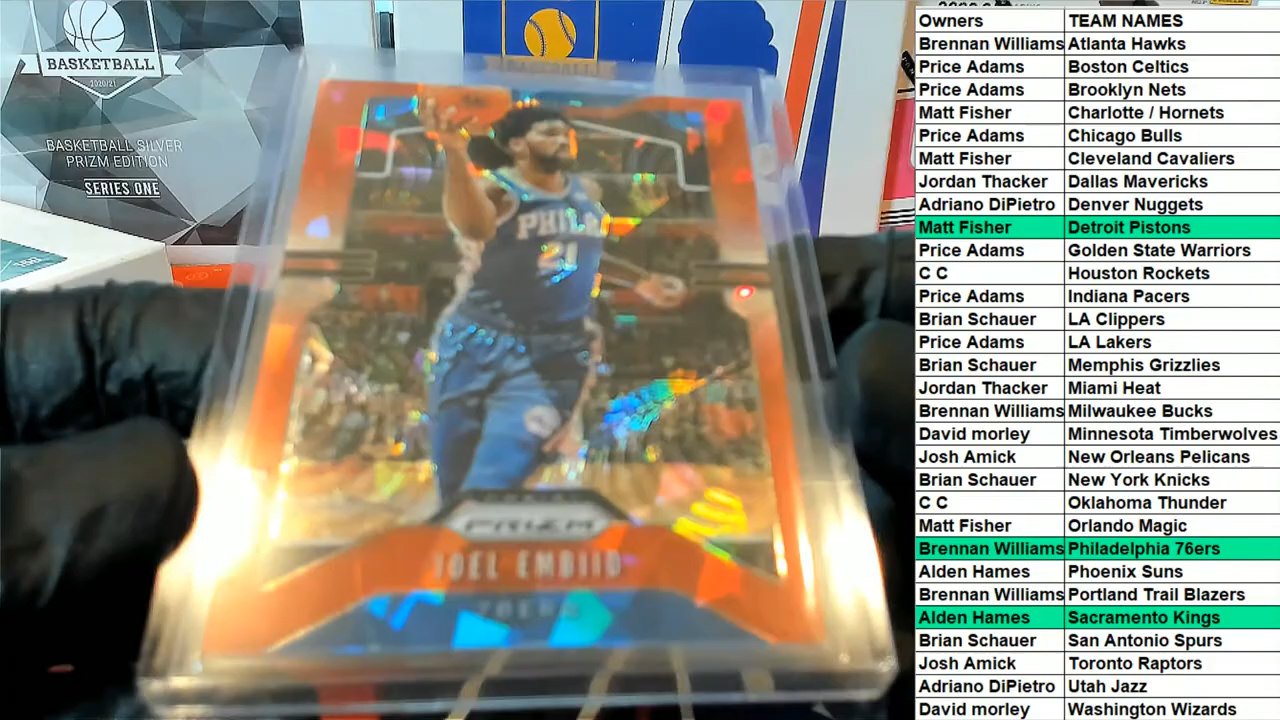 BASKETBALL
2020/21
BASKETBALL SILVER
PRIZM EDITION
SERIES ONE
BASEBALL
PHILA
21
PRIZM
JOEL EMBIID
76ERS
Owners TEAM NAMES
Brennan Williams Atlanta Hawks
Price Adams Boston Celtics
Price Adams Brooklyn Nets
Matt Fisher Charlotte / Hornets
Price Adams Chicago Bulls
Matt Fisher Cleveland Cavaliers
Jordan Thacker Dallas Mavericks
Adriano DiPietro Denver Nuggets
Matt Fisher Detroit Pistons
Price Adams Golden State Warriors
C C Houston Rockets
Price Adams Indiana Pacers
Brian Schauer LA Clippers
Price Adams LA Lakers
Brian Schauer Memphis Grizzlies
Jordan Thacker Miami Heat
Brennan Williams Milwaukee Bucks
David morley Minnesota Timberwolves
Josh Amick New Orleans Pelicans
Brian Schauer New York Knicks
C C Oklahoma Thunder
Matt Fisher Orlando Magic
Brennan Williams Philadelphia 76ers
Alden Hames Phoenix Suns
Brennan Williams Portland Trail Blazers
Alden Hames Sacramento Kings
Brian Schauer San Antonio Spurs
Josh Amick Toronto Raptors
Adriano DiPietro Utah Jazz
David morley Washington Wizards